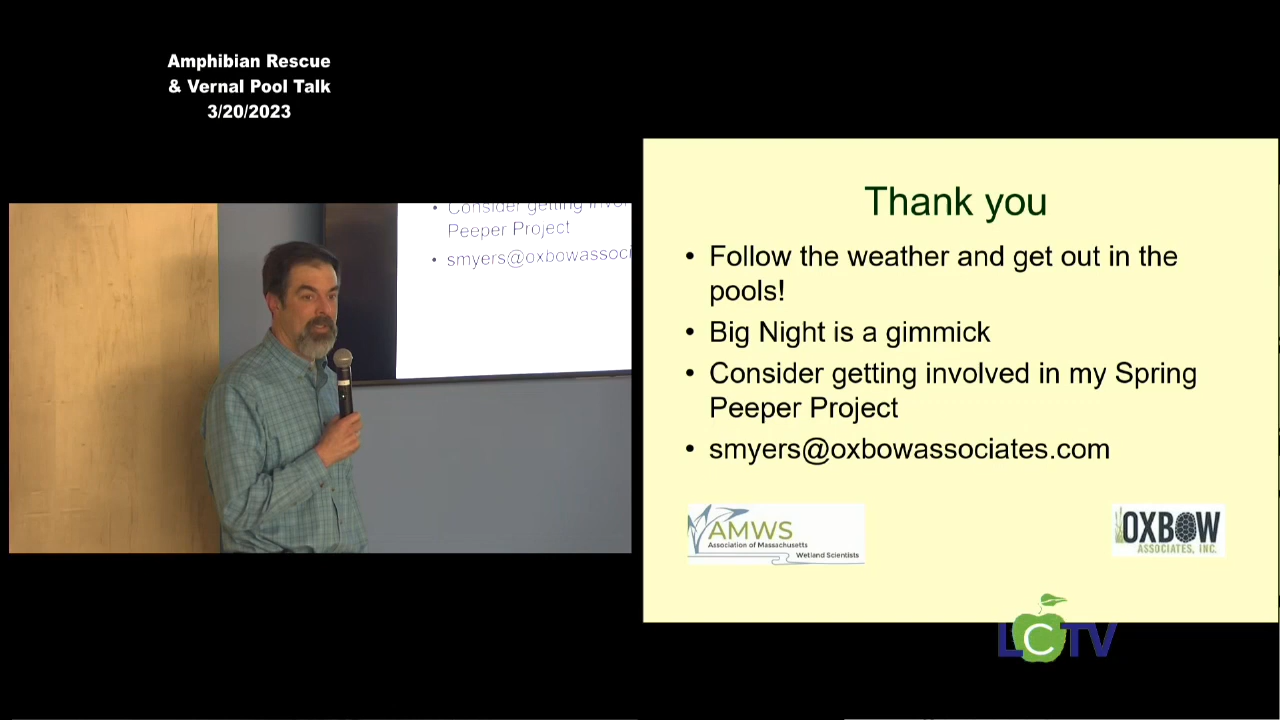 Amphibian Rescue
& Vernal Pool Talk
3/20/2023
Consider getting invol
Peeper Project
smyers@oxbowassoci
Thank you
• Follow the weather and get out in the
pools!
• Big Night is a gimmick
• Consider getting involved in my Spring
Peeper Project
• smyers@oxbowassociates.com
AMWS
Association of Massachusetts
Wetland Scientists
OXBOW
ASSOCIATES, INC.
LCTV